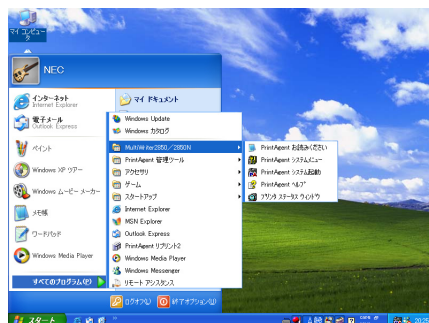 マイ コンピュータ
NEC
インターネット
Internet Explorer
電子メール
Outlook Express
ペイント
Windows XP ツアー
Windows ムービー メーカー
メモ帳
ワードパッド
Windows Media Player
すべてのプログラム(P)
マイ ドキュメント
Windows Update
Windows カタログ
MultiWriter2850/2850N
PrintAgent 管理ツール
アクセサリ
ゲーム
スタートアップ
Internet Explorer
MSN Explorer
Outlook Express
PrintAgent リプリント2
Windows Media Player
Windows Messenger
リモート アシスタンス
PrintAgent お読みください
PrintAgent システムメニュー
PrintAgent システム起動
PrintAgent ヘルプ
プリンタ ステータス ウィンドウ
ログオフ(L)
終了オプション(U)
スタート
20:25